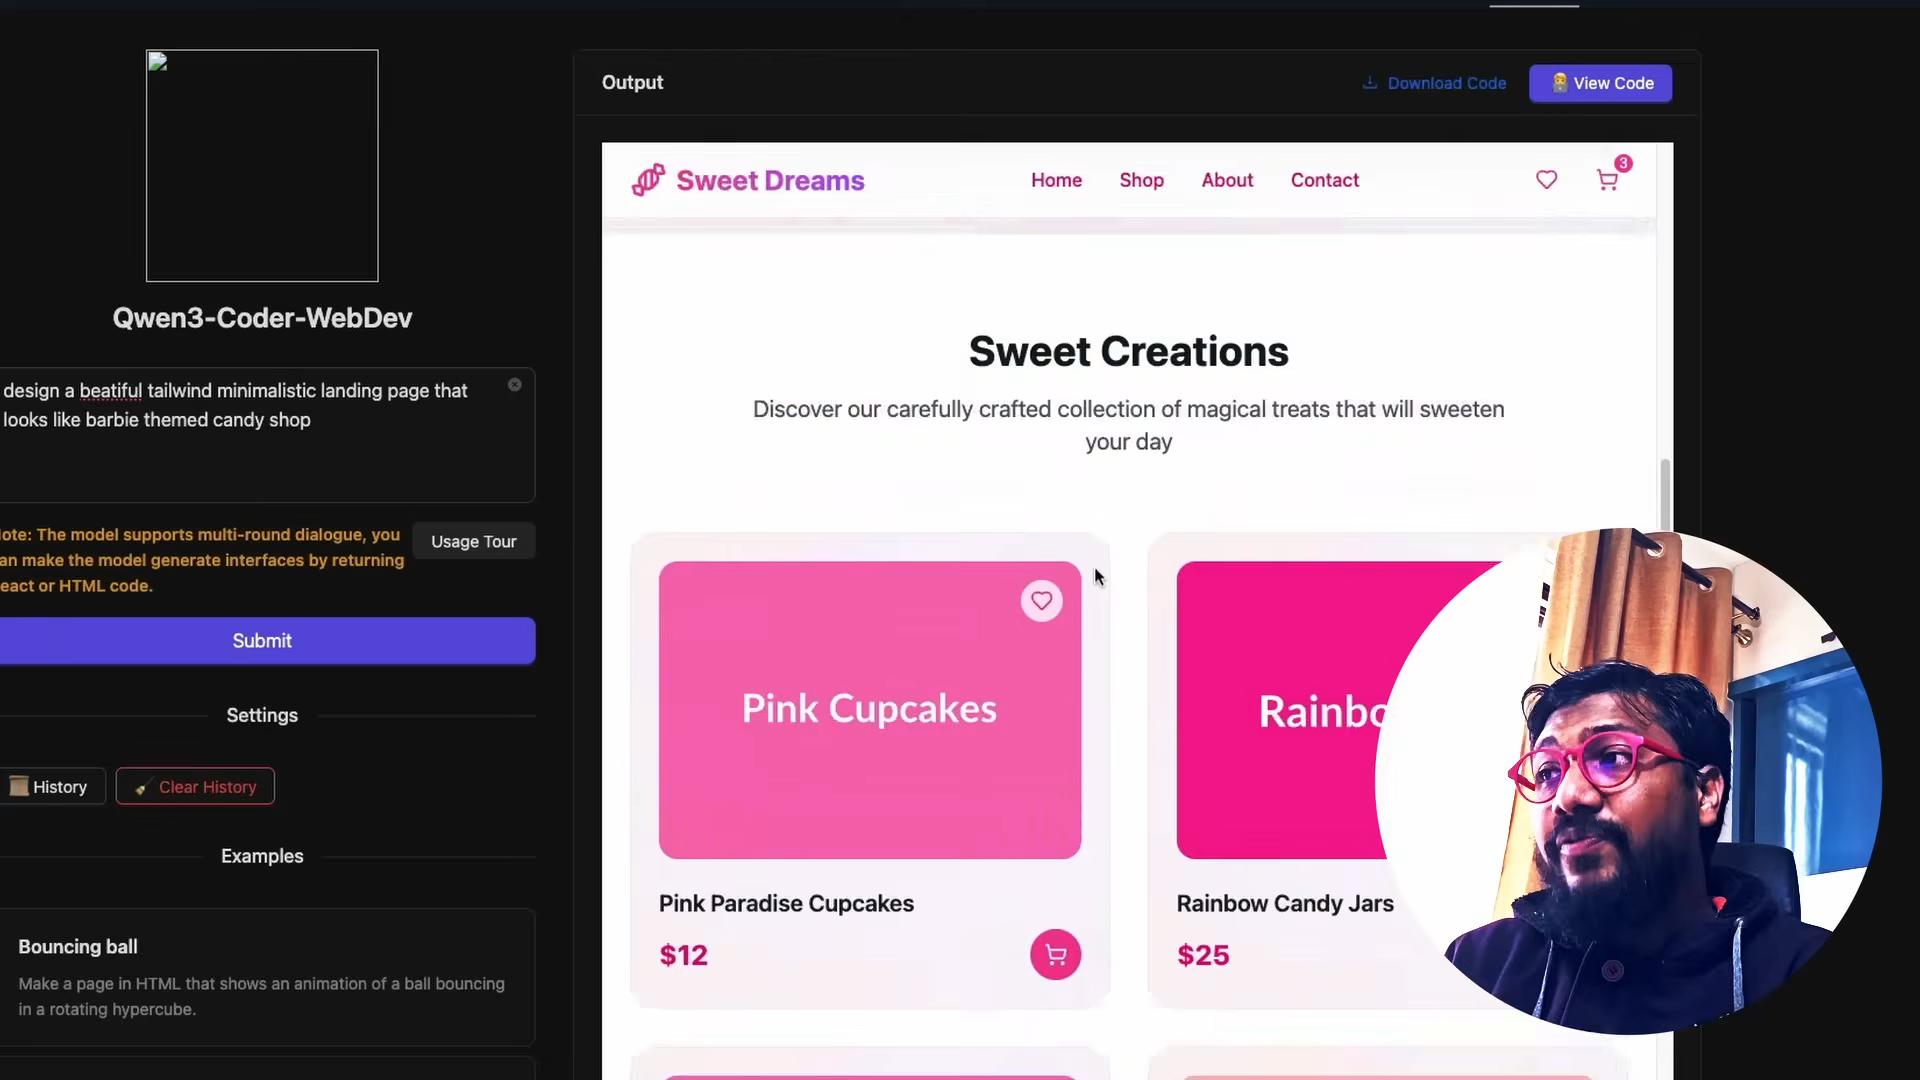 Output
Download Code
View Code
Sweet Dreams
Home
Shop
About
Contact
3
Qwen3-Coder-WebDev
Sweet Creations
design a beatiful tailwind minimalistic landing page that
looks like barbie themed candy shop
Discover our carefully crafted collection of magical treats that will sweeten
your day
ote: The model supports multi-round dialogue, you
an make the model generate interfaces by returning
eact or HTML code.
Usage Tour
Submit
Settings
History
Clear History
Examples
Bouncing ball
Make a page in HTML that shows an animation of a ball bouncing
in a rotating hypercube.
Pink Cupcakes
Rainbo
Pink Paradise Cupcakes
$12
Rainbow Candy Jars
$25